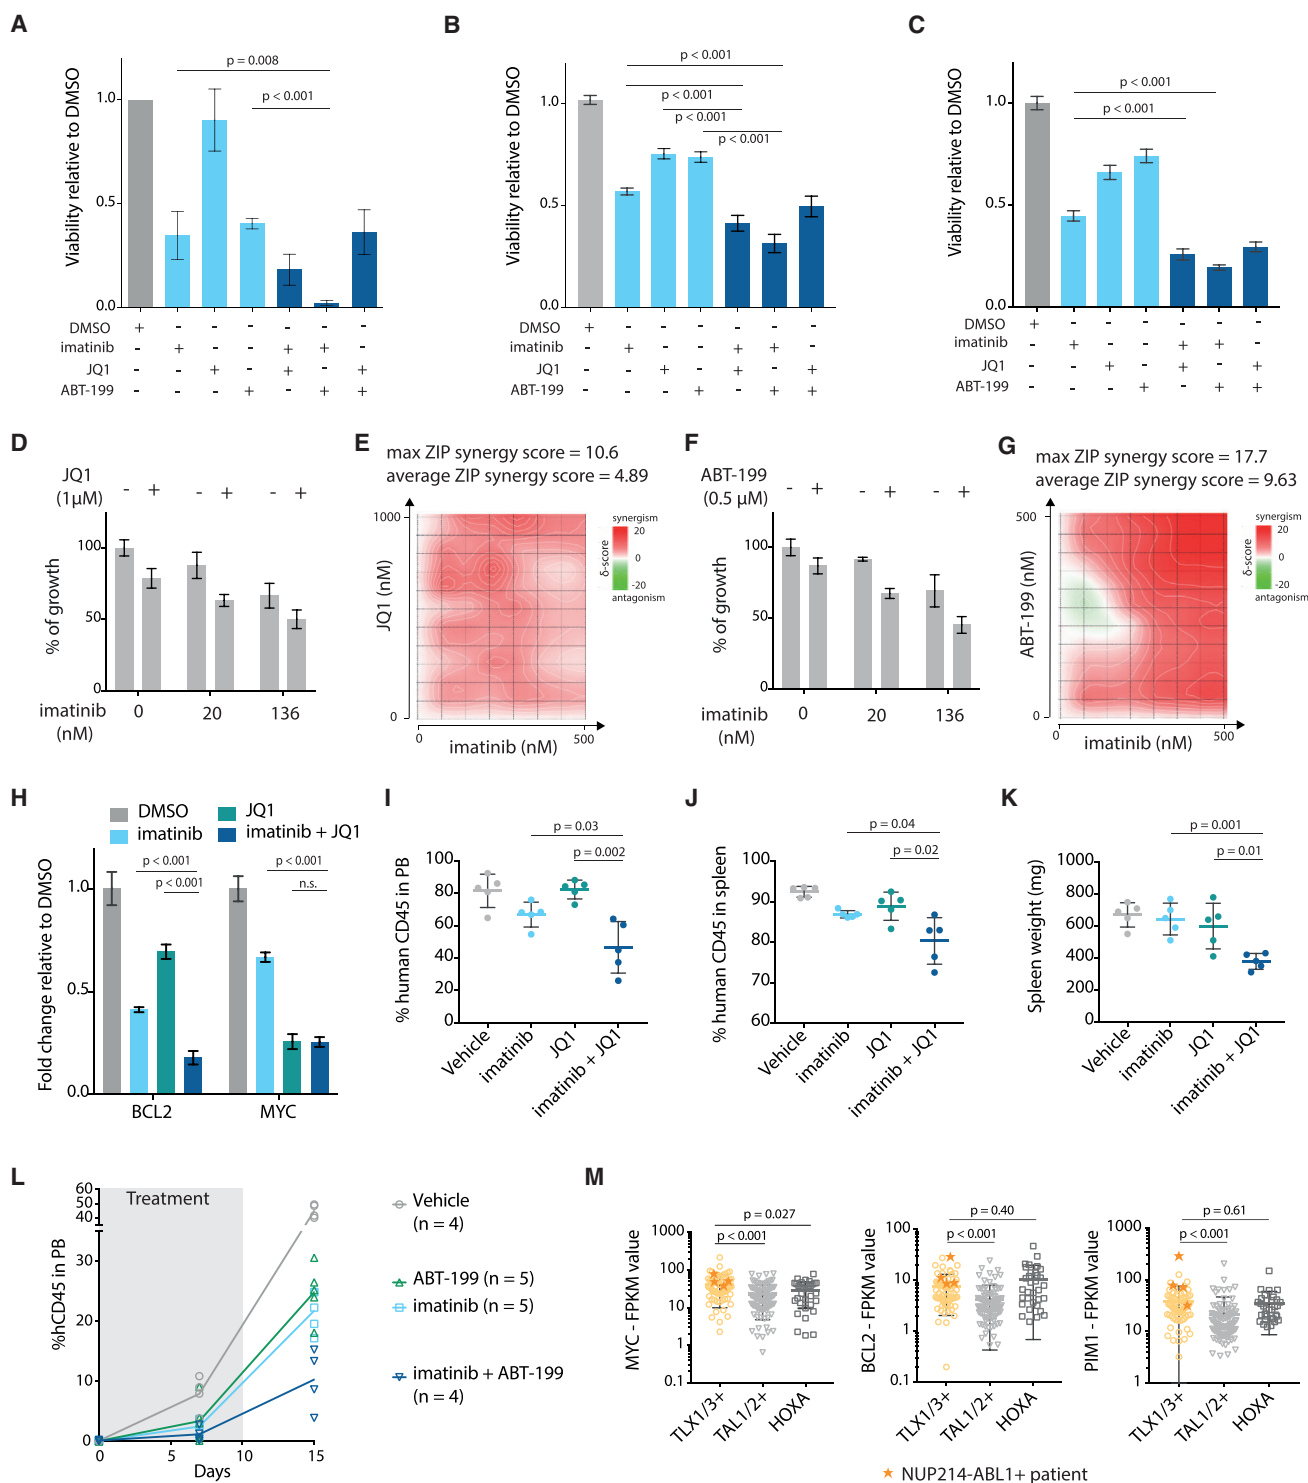 A
Viability relative to DMSO
p = 0.008
p < 0.001
1.0
0.5
0.0
DMSO + - - - - - -
imatinib - + - - + + -
JQ1 - - + - + - +
ABT-199 - - - + - + +
B
Viability relative to DMSO
p < 0.001
p < 0.001
p < 0.001
p < 0.001
1.0
0.5
0.0
DMSO + - - - - - -
imatinib - + - - + + -
JQ1 - - + - + - +
ABT-199 - - - + - + +
C
Viability relative to DMSO
p < 0.001
p < 0.001
1.0
0.5
0.0
DMSO + - - - - - -
imatinib - + - - + + -
JQ1 - - + - + - +
ABT-199 - - - + - + +
D
JQ1
(1µM) - + - + - +
% of growth
100
50
0
imatinib
(nM)
0 20 136
E
max ZIP synergy score = 10.6
average ZIP synergy score = 4.89
1000
JQ1 (nM)
0
0 500
imatinib (nM)
synergism
20
0
-20
δ-score
antagonism
F
ABT-199
(0.5 µM) - + - + - +
% of growth
100
50
0
imatinib
(nM)
0 20 136
G
max ZIP synergy score = 17.7
average ZIP synergy score = 9.63
500
ABT-199 (nM)
0
0 500
imatinib (nM)
synergism
20
0
-20
δ-score
antagonism
H
DMSO JQ1
imatinib imatinib + JQ1
Fold change relative to DMSO
p < 0.001 p < 0.001
p < 0.001 n.s.
1.0
0.5
0.0
BCL2 MYC
I
% human CD45 in PB
p = 0.03
p = 0.002
100
80
60
40
20
0
Vehicle
imatinib
JQ1
imatinib + JQ1
J
% human CD45 in spleen
p = 0.04
p = 0.02
100
90
80
70
60
Vehicle
imatinib
JQ1
imatinib + JQ1
K
Spleen weight (mg)
p = 0.001
p = 0.01
1000
800
600
400
200
0
Vehicle
imatinib
JQ1
imatinib + JQ1
L
%hCD45 in PB
Treatment
60
50
40
30
20
10
0
0 5 10 15
Days
Vehicle
(n = 4)
ABT-199 (n = 5)
imatinib (n = 5)
imatinib + ABT-199
(n = 4)
M
MYC - FPKM value
p = 0.027
p < 0.001
1000
100
10
1
0.1
TLX1/3+
TAL1/2+
HOXA
BCL2 - FPKM value
p = 0.40
p < 0.001
100
10
1
0.1
TLX1/3+
TAL1/2+
HOXA
PIM1 - FPKM value
p = 0.61
p < 0.001
1000
100
10
1
0.1
TLX1/3+
TAL1/2+
HOXA
★ NUP214-ABL1+ patient